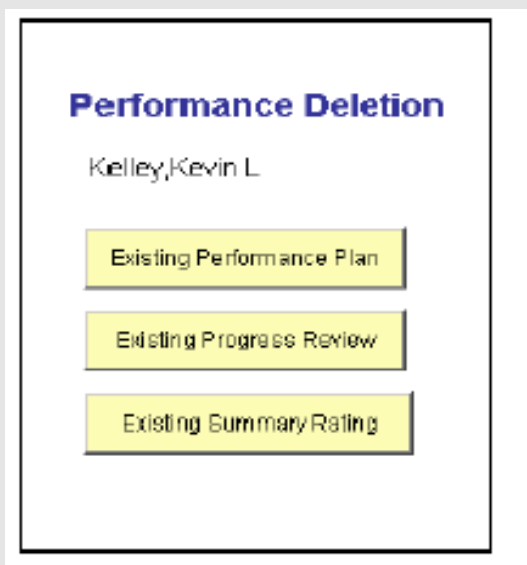 Performance Deletion
Kelley,Kevin L
Existing Performance Plan
Existing Progress Review
Existing Summary Rating